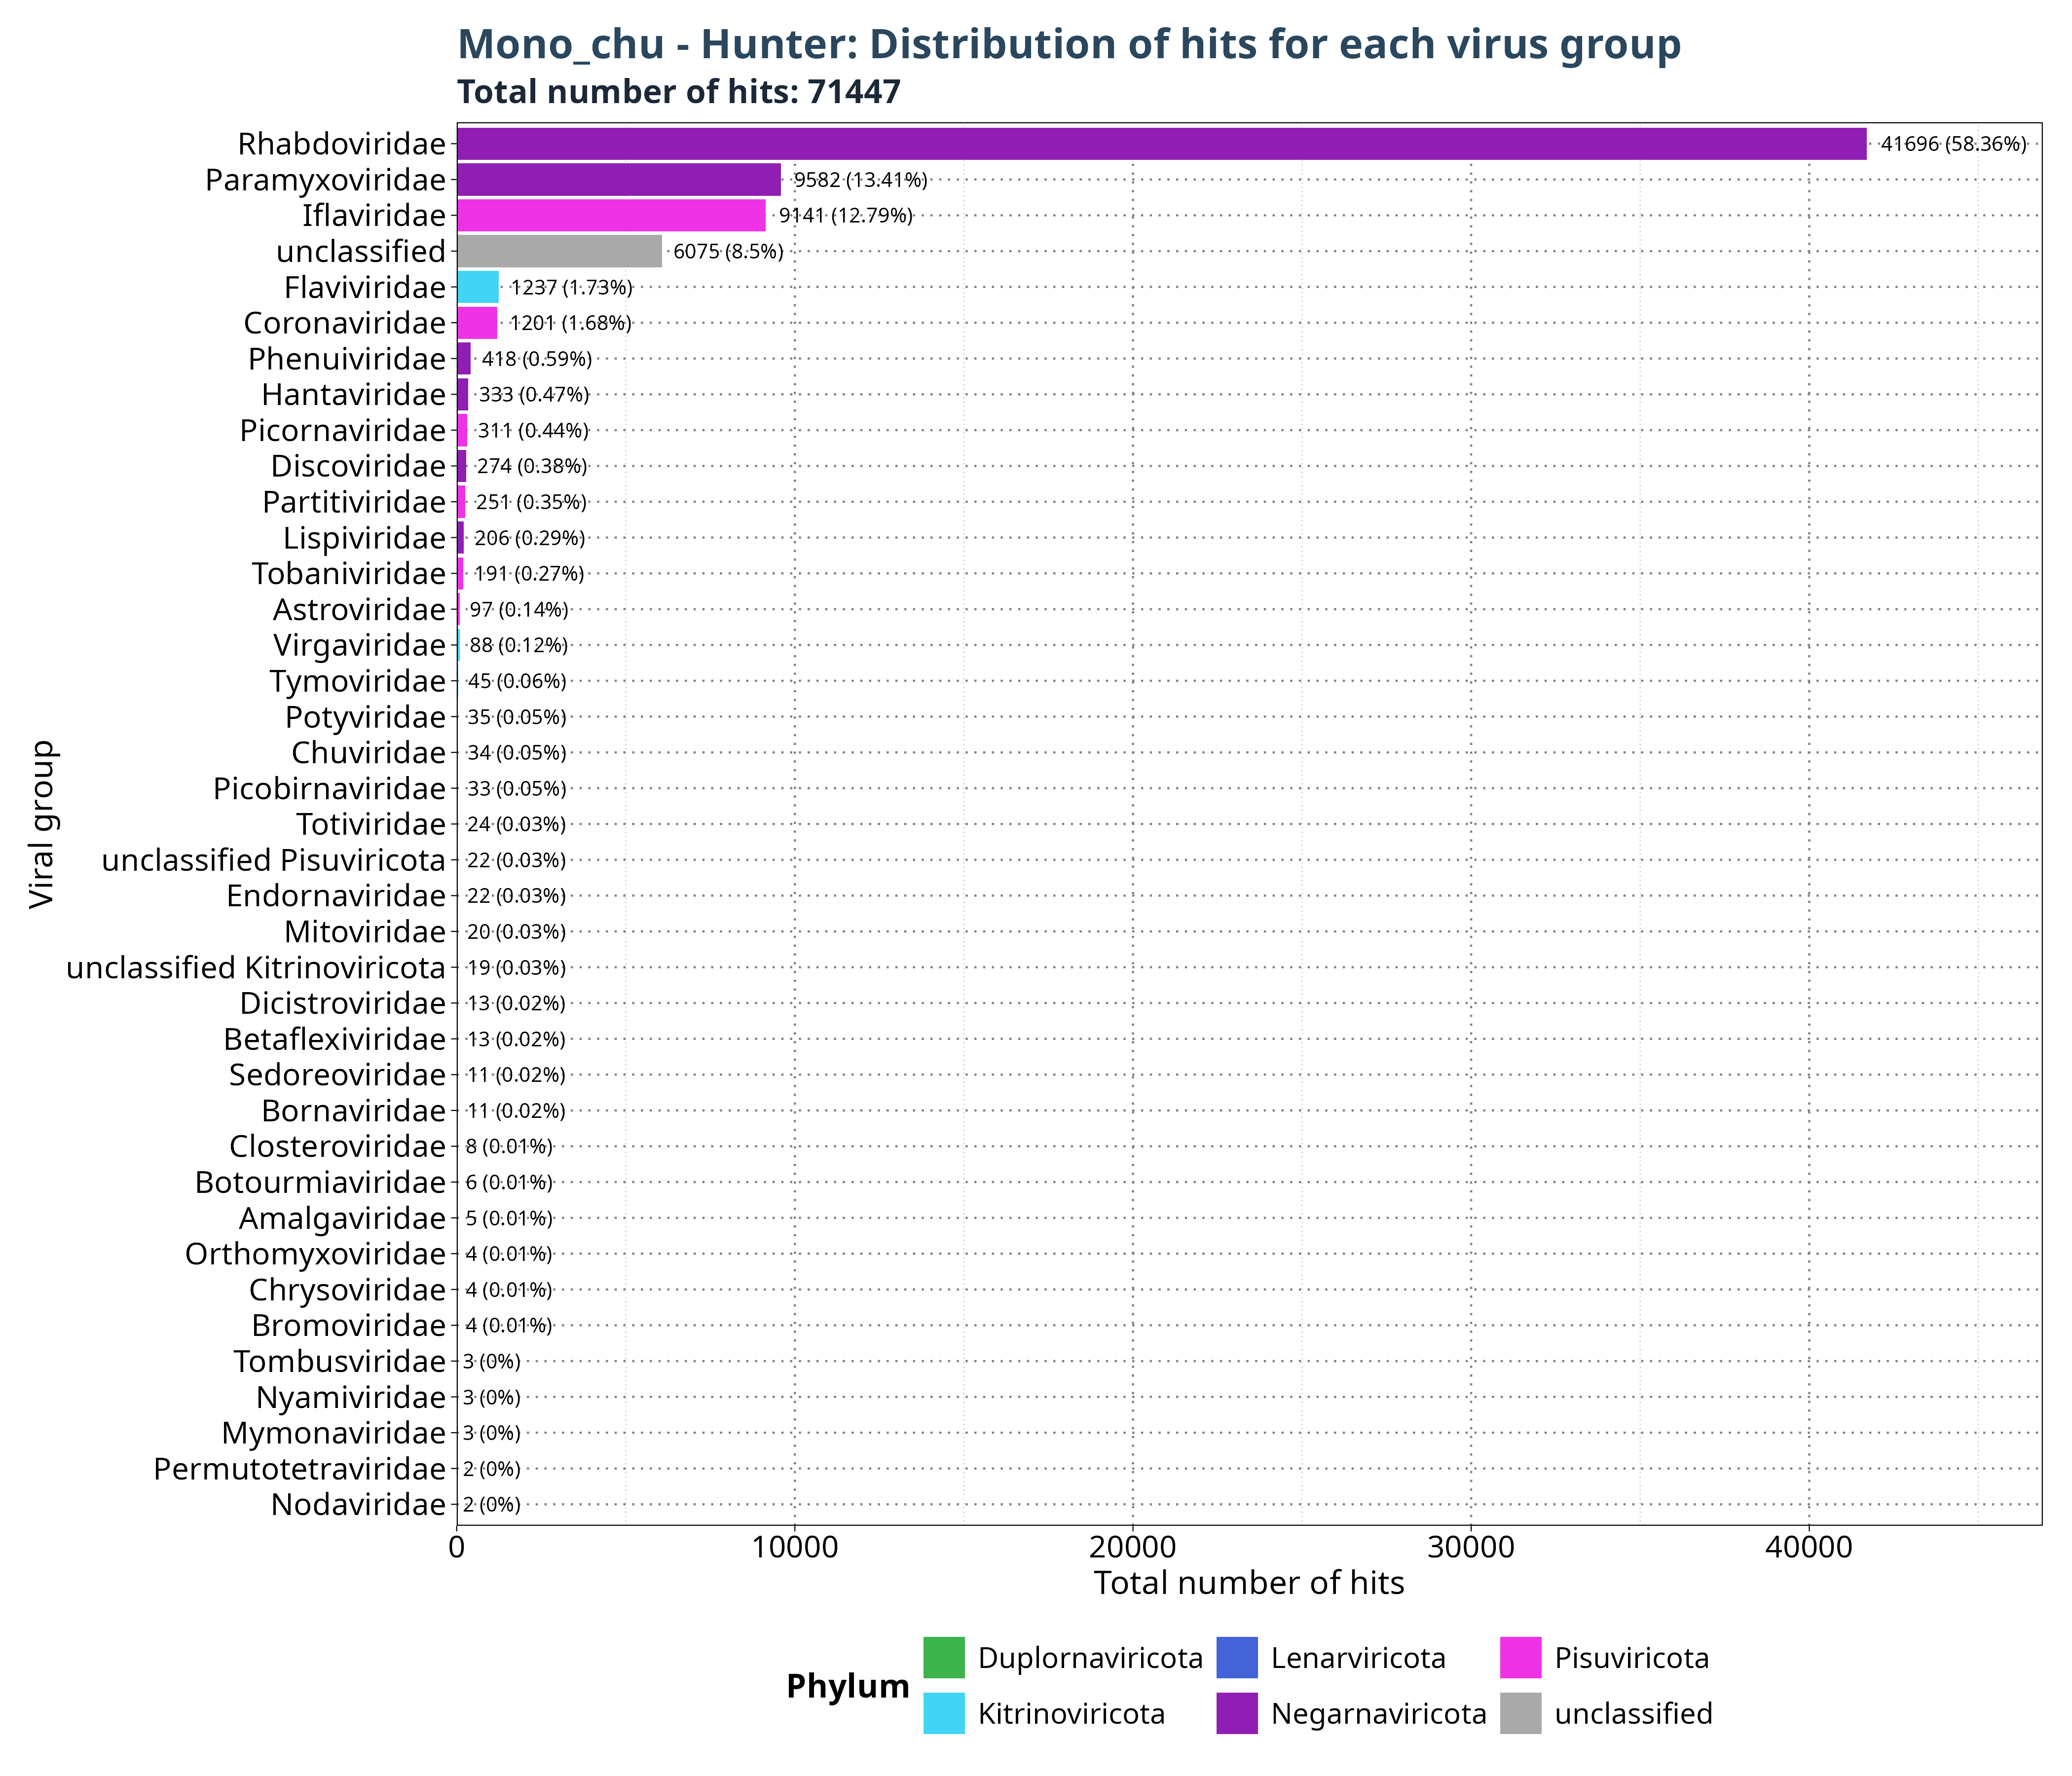 Mono_chu - Hunter: Distribution of hits for each virus group
Total number of hits: 71447
Viral group
Rhabdoviridae 41696 (58.36%)
Paramyxoviridae 9582 (13.41%)
Iflaviridae 9141 (12.79%)
unclassified 6075 (8.5%)
Flaviviridae 1237 (1.73%)
Coronaviridae 1201 (1.68%)
Phenuiviridae 418 (0.59%)
Hantaviridae 333 (0.47%)
Picornaviridae 311 (0.44%)
Discoviridae 274 (0.38%)
Partitiviridae 251 (0.35%)
Lispiviridae 206 (0.29%)
Tobaniviridae 191 (0.27%)
Astroviridae 97 (0.14%)
Virgaviridae 88 (0.12%)
Tymoviridae 45 (0.06%)
Potyviridae 35 (0.05%)
Chuviridae 34 (0.05%)
Picobirnaviridae 33 (0.05%)
Totiviridae 24 (0.03%)
unclassified Pisuviricota 22 (0.03%)
Endornaviridae 22 (0.03%)
Mitoviridae 20 (0.03%)
unclassified Kitrinoviricota 19 (0.03%)
Dicistroviridae 13 (0.02%)
Betaflexiviridae 13 (0.02%)
Sedoreoviridae 11 (0.02%)
Bornaviridae 11 (0.02%)
Closteroviridae 8 (0.01%)
Botourmiaviridae 6 (0.01%)
Amalgaviridae 5 (0.01%)
Orthomyxoviridae 4 (0.01%)
Chrysoviridae 4 (0.01%)
Bromoviridae 4 (0.01%)
Tombusviridae 3 (0%)
Nyamiviridae 3 (0%)
Mymonaviridae 3 (0%)
Permutotetraviridae 2 (0%)
Nodaviridae 2 (0%)
0 10000 20000 30000 40000
Total number of hits
Phylum
Duplornaviricota Lenarviricota Pisuviricota
Kitrinoviricota Negarnaviricota unclassified